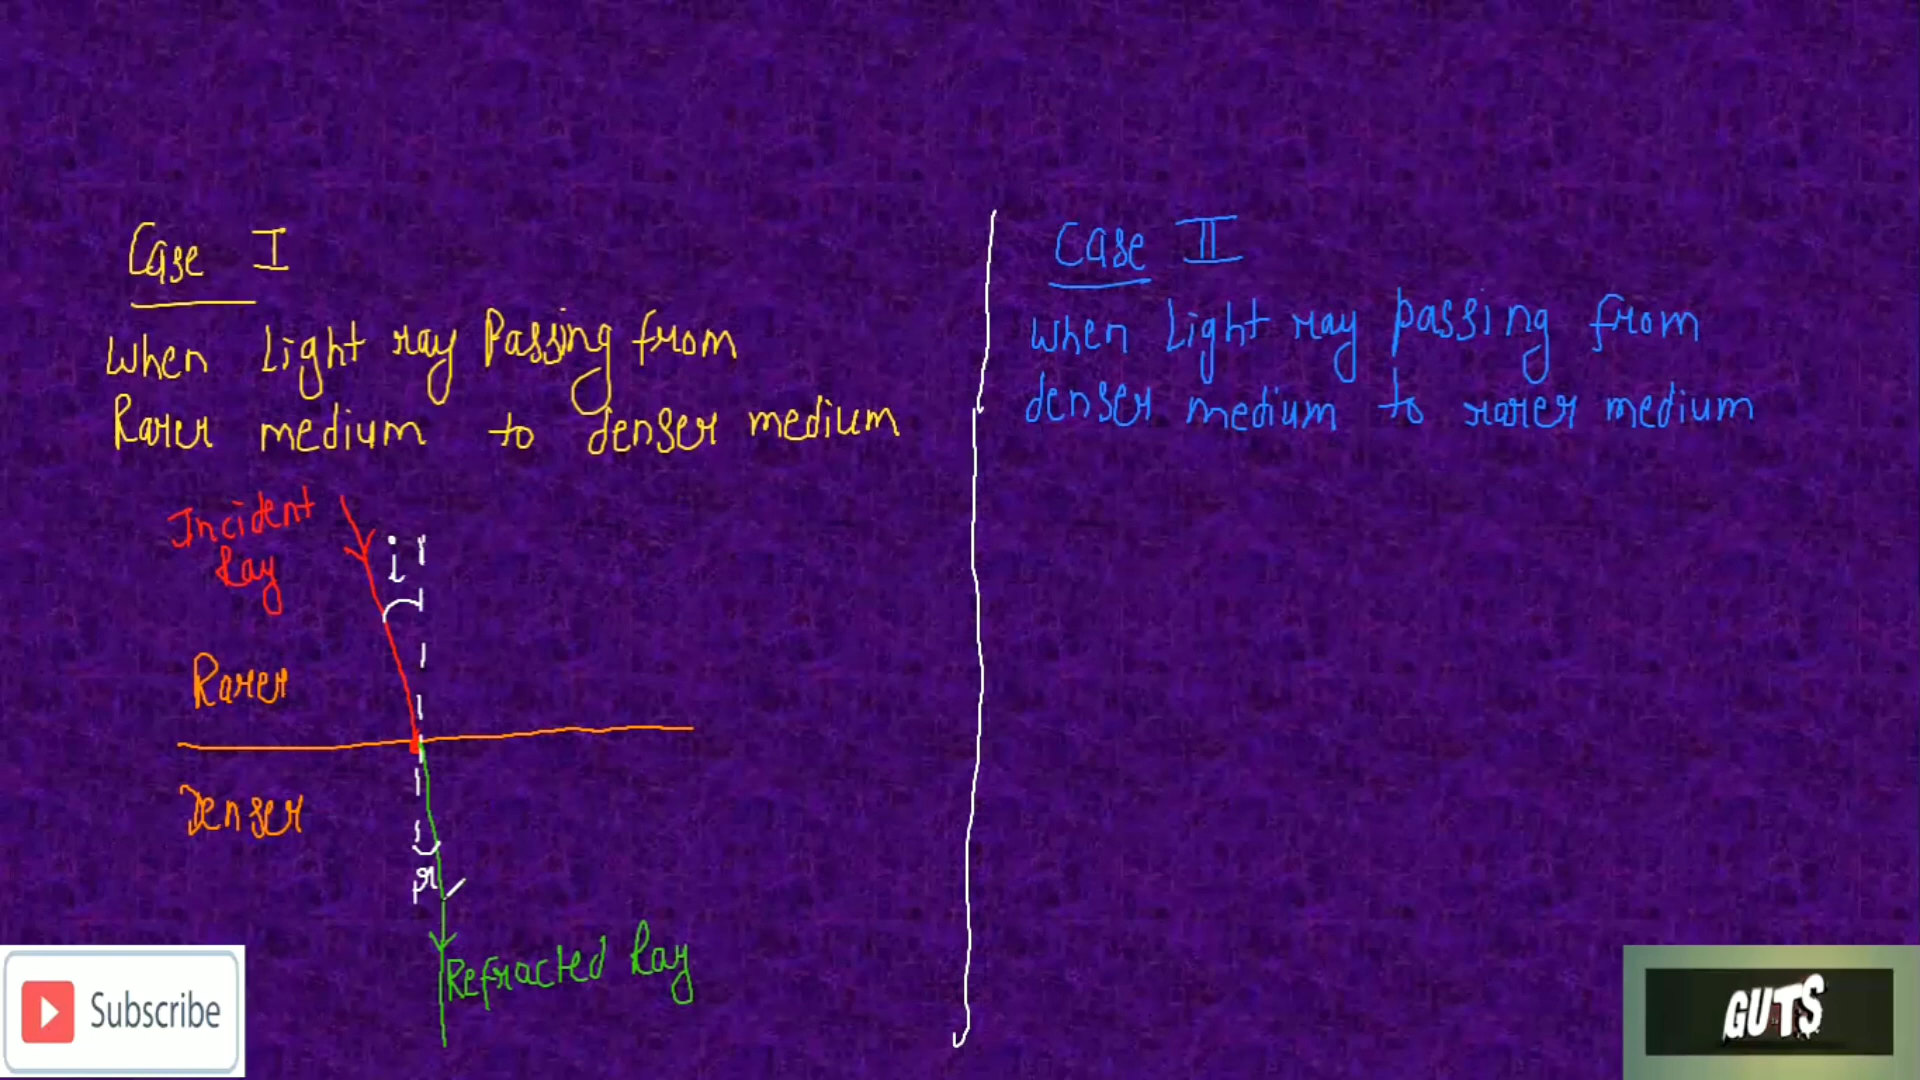 Case I
When Light ray Passing from
Rarer medium to denser medium
Incident
Ray
i
Rarer
Denser
r
Refracted Ray
Case II
When Light ray passing from
denser medium to rarer medium
Subscribe
GUTS